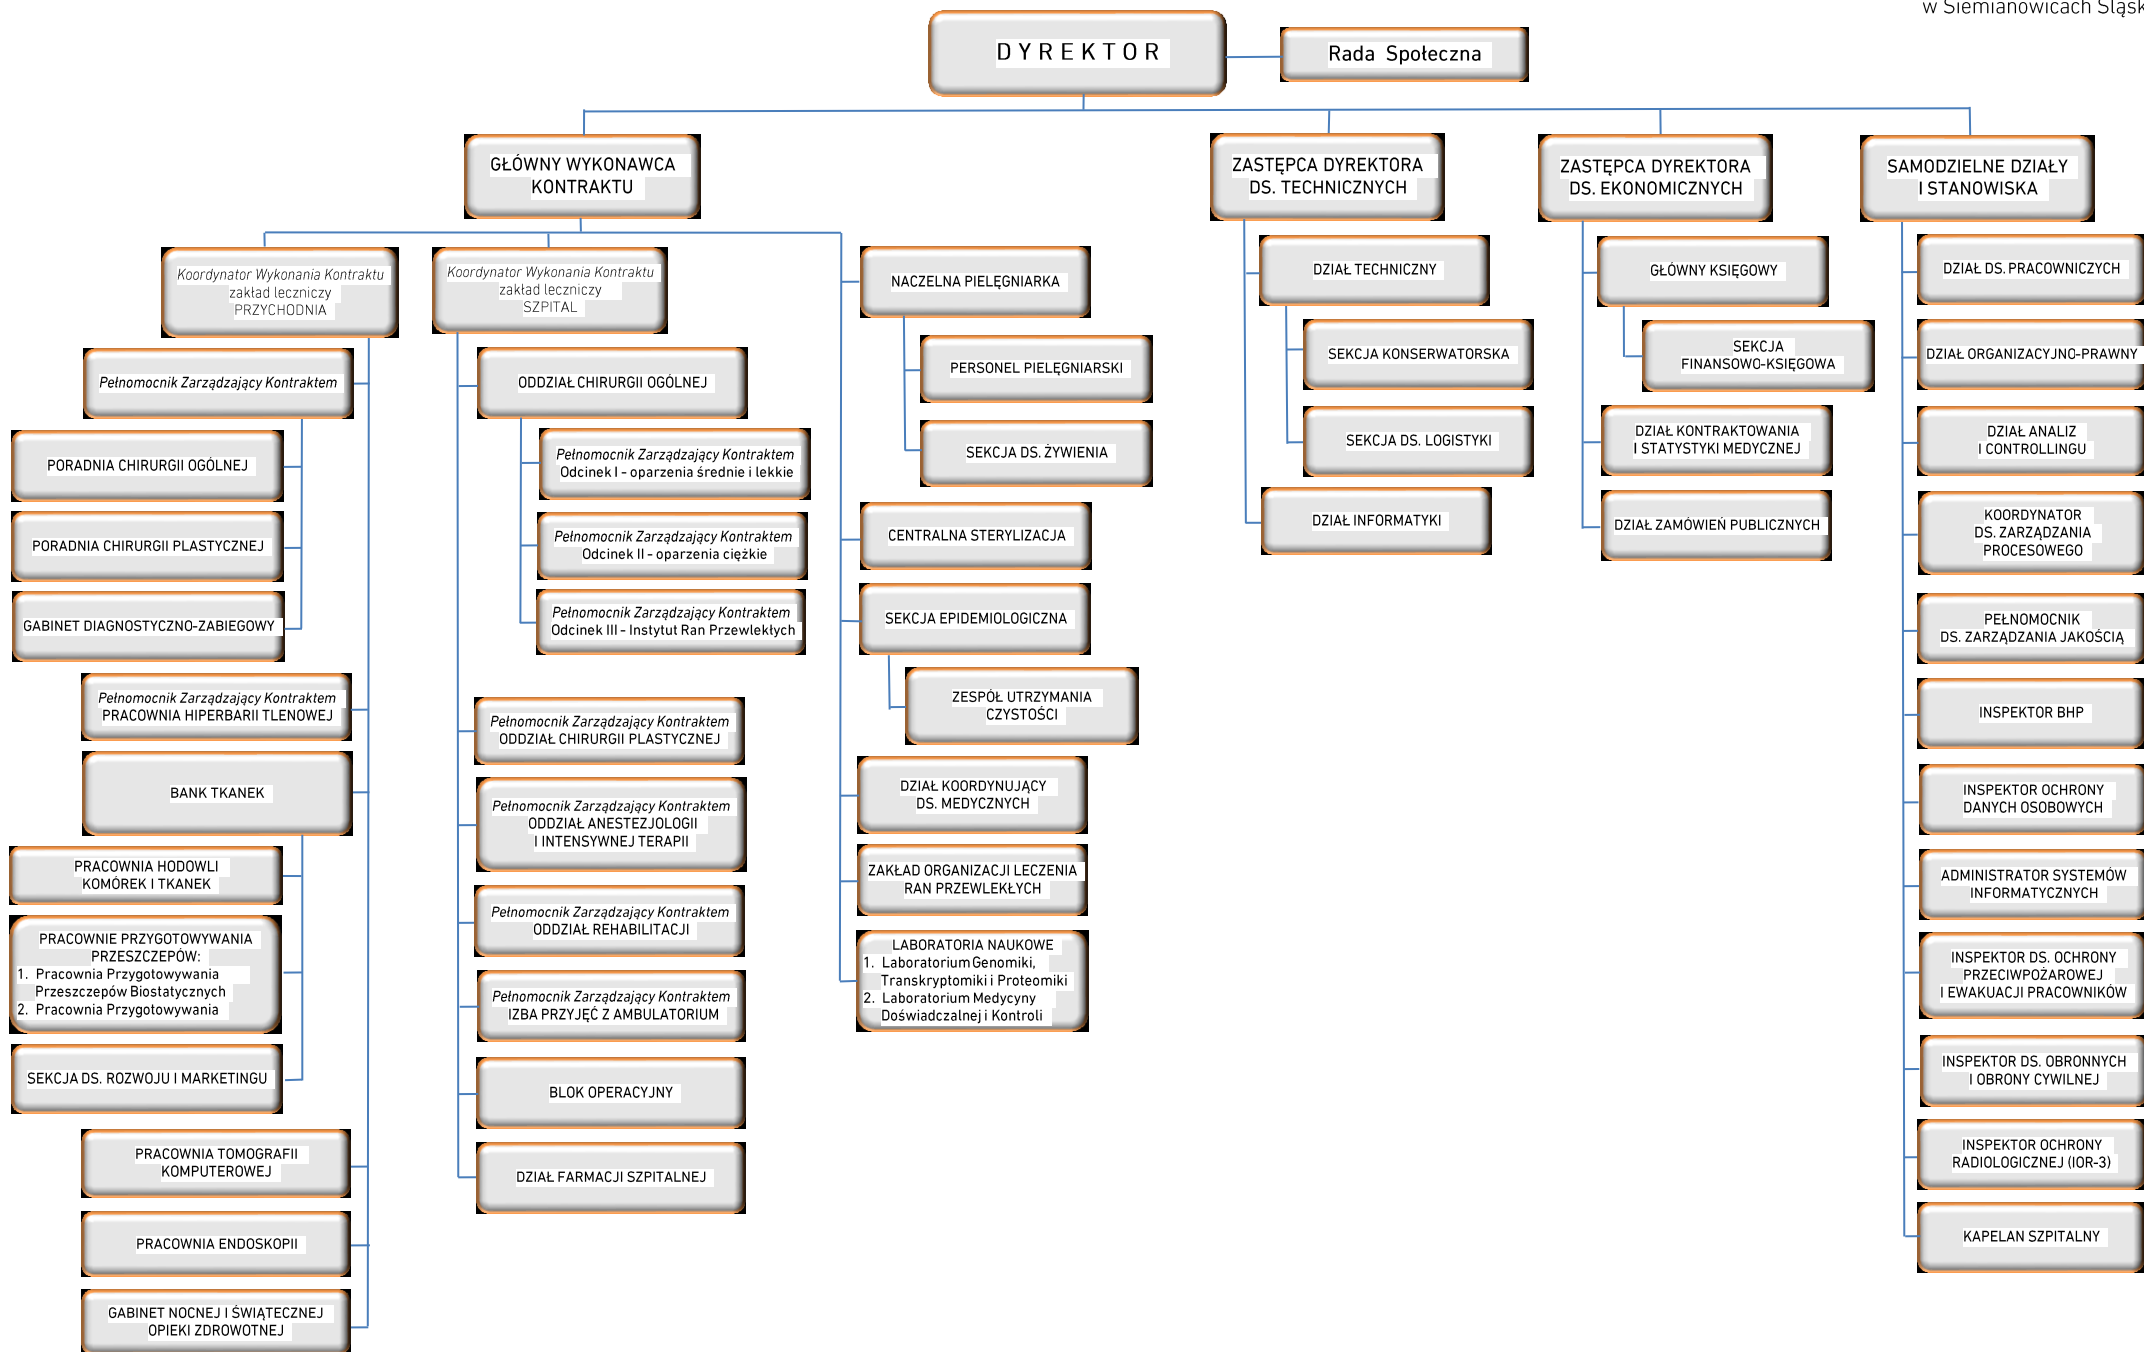 w Siemianowicach Śląsk
DYREKTOR
Rada Społeczna
GŁÓWNY WYKONAWCA
KONTRAKTU
ZASTĘPCA DYREKTORA
DS. TECHNICZNYCH
ZASTĘPCA DYREKTORA
DS. EKONOMICZNYCH
SAMODZIELNE DZIAŁY
I STANOWISKA
Koordynator Wykonania Kontraktu
zakład leczniczy
PRZYCHODNIA
Pełnomocnik Zarządzający Kontraktem
PORADNIA CHIRURGII OGÓLNEJ
PORADNIA CHIRURGII PLASTYCZNEJ
GABINET DIAGNOSTYCZNO-ZABIEGOWY
Pełnomocnik Zarządzający Kontraktem
PRACOWNIA HIPERBARII TLENOWEJ
BANK TKANEK
PRACOWNIA HODOWLI
KOMÓREK I TKANEK
PRACOWNIE PRZYGOTOWYWANIA
PRZESZCZEPÓW:
1. Pracownia Przygotowywania
Przeszczepów Biostatycznych
2. Pracownia Przygotowywania
SEKCJA DS. ROZWOJU I MARKETINGU
PRACOWNIA TOMOGRAFII
KOMPUTEROWEJ
PRACOWNIA ENDOSKOPII
GABINET NOCNEJ I ŚWIĄTECZNEJ
OPIEKI ZDROWOTNEJ
Koordynator Wykonania Kontraktu
zakład leczniczy
SZPITAL
ODDZIAŁ CHIRURGII OGÓLNEJ
Pełnomocnik Zarządzający Kontraktem
Odcinek I - oparzenia średnie i lekkie
Pełnomocnik Zarządzający Kontraktem
Odcinek II - oparzenia ciężkie
Pełnomocnik Zarządzający Kontraktem
Odcinek III - Instytut Ran Przewlekłych
Pełnomocnik Zarządzający Kontraktem
ODDZIAŁ CHIRURGII PLASTYCZNEJ
Pełnomocnik Zarządzający Kontraktem
ODDZIAŁ ANESTEZJOLOGII
I INTENSYWNEJ TERAPII
Pełnomocnik Zarządzający Kontraktem
ODDZIAŁ REHABILITACJI
Pełnomocnik Zarządzający Kontraktem
IZBA PRZYJĘĆ Z AMBULATORIUM
BLOK OPERACYJNY
DZIAŁ FARMACJI SZPITALNEJ
NACZELNA PIELĘGNIARKA
PERSONEL PIELĘGNIARSKI
SEKCJA DS. ŻYWIENIA
CENTRALNA STERYLIZACJA
SEKCJA EPIDEMIOLOGICZNA
ZESPÓŁ UTRZYMANIA
CZYSTOŚCI
DZIAŁ KOORDYNUJĄCY
DS. MEDYCZNYCH
ZAKŁAD ORGANIZACJI LECZENIA
RAN PRZEWLEKŁYCH
LABORATORIA NAUKOWE
1. Laboratorium Genomiki,
Transkryptomiki i Proteomiki
2. Laboratorium Medycyny
Doświadczalnej i Kontroli
DZIAŁ TECHNICZNY
SEKCJA KONSERWATORSKA
SEKCJA DS. LOGISTYKI
DZIAŁ INFORMATYKI
GŁÓWNY KSIĘGOWY
SEKCJA
FINANSOWO-KSIĘGOWA
DZIAŁ KONTRAKTOWANIA
I STATYSTYKI MEDYCZNEJ
DZIAŁ ZAMÓWIEŃ PUBLICZNYCH
DZIAŁ DS. PRACOWNICZYCH
DZIAŁ ORGANIZACYJNO-PRAWNY
DZIAŁ ANALIZ
I CONTROLLINGU
KOORDYNATOR
DS. ZARZĄDZANIA
PROCESOWEGO
PEŁNOMOCNIK
DS. ZARZĄDZANIA JAKOŚCIĄ
INSPEKTOR BHP
INSPEKTOR OCHRONY
DANYCH OSOBOWYCH
ADMINISTRATOR SYSTEMÓW
INFORMATYCZNYCH
INSPEKTOR DS. OCHRONY
PRZECIWPOŻAROWEJ
I EWAKUACJI PRACOWNIKÓW
INSPEKTOR DS. OBRONNYCH
I OBRONY CYWILNEJ
INSPEKTOR OCHRONY
RADIOLOGICZNEJ (IOR-3)
KAPELAN SZPITALNY